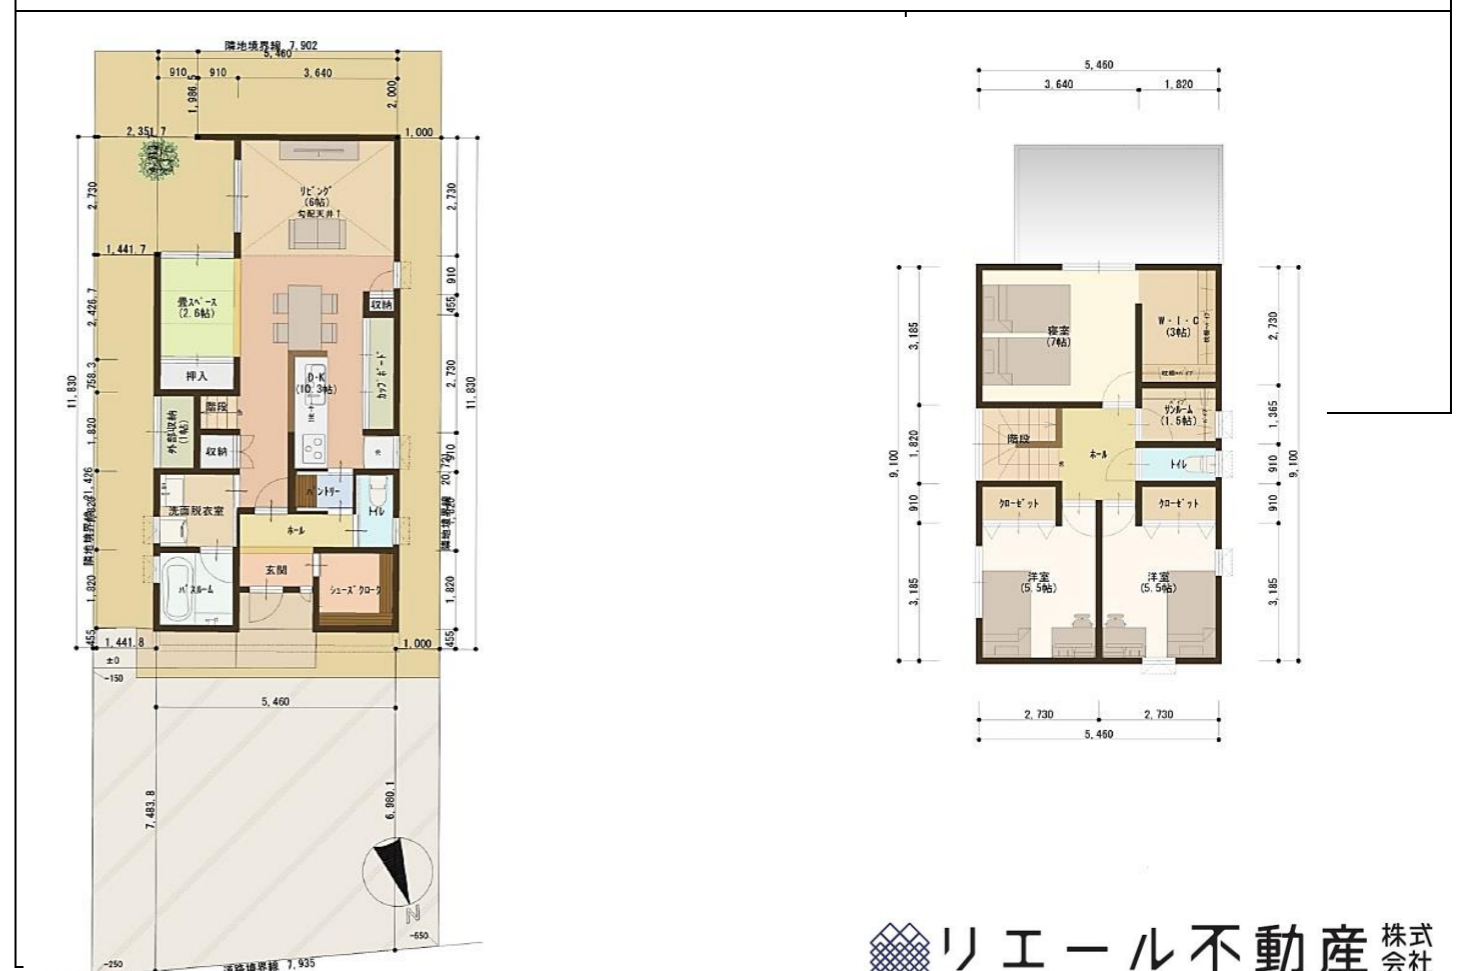 隣地境界線 7,902
5,460
910 910 3,640
1,986.5
2,000
2,351.7
1,000
2,730
リビング
(6帖)
勾配天井↑
2,730
1,441.7
910
畳スペース
(2.6帖)
収納
455
2,426.7
D・K
(10.3帖)
カップボード
2,730
押入
758.3
11,830
11,830
階段
外部収納
(1帖)
収納
1,820
910
パントリー
トイレ
洗面脱衣室
ホール
隣地境界線
隣地境界線
玄関
バスルーム
シューズクローク
1,820
1,820
455
455
1,441.8
1,000
±0
-150
5,460
7,483.8
6,980.1
N
-650
-250
道路境界線 7,935
5,460
3,640 1,820
寝室
(7帖)
W・I・C
(3帖)
3,185
2,730
サンルーム
(1.5帖)
1,365
階段
ホール
トイレ
1,820
910
9,100
9,100
クローゼット
クローゼット
910
910
洋室
(5.5帖)
洋室
(5.5帖)
3,185
3,185
2,730 2,730
5,460
リエール不動産 株式
会社